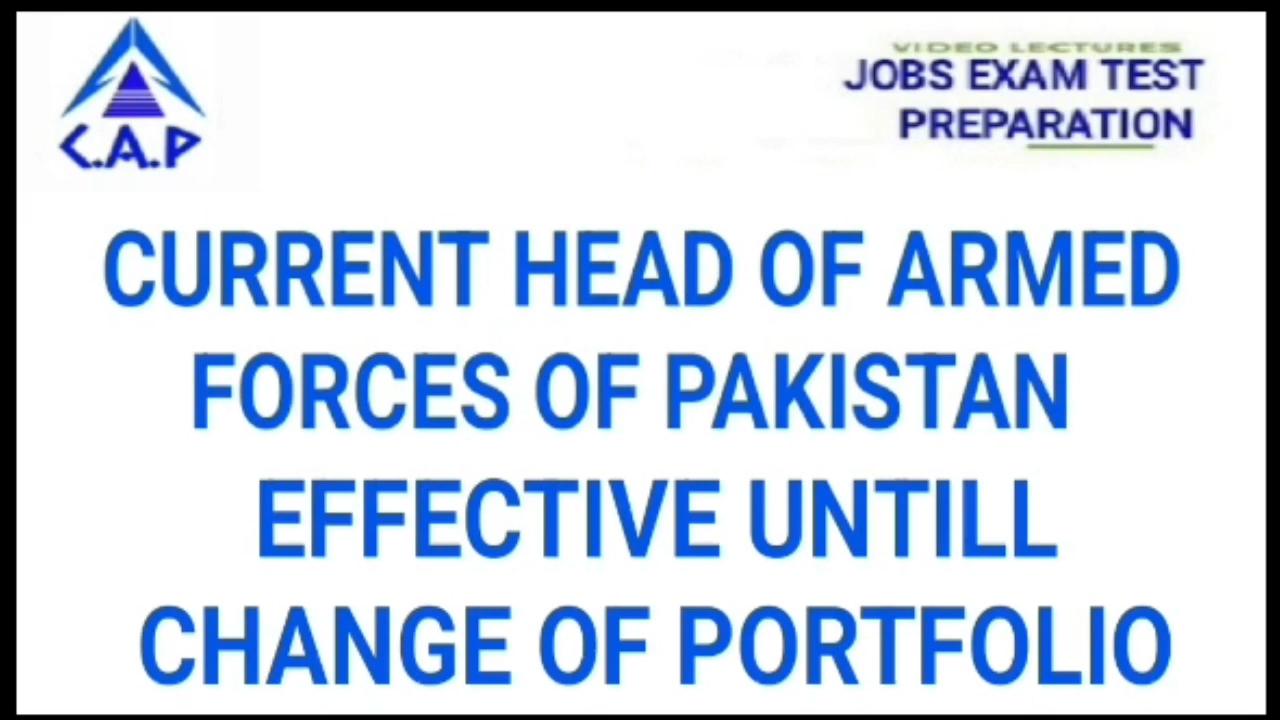 C.A.P
VIDEO LECTURES
JOBS EXAM TEST
PREPARATION
CURRENT HEAD OF ARMED
FORCES OF PAKISTAN
EFFECTIVE UNTILL
CHANGE OF PORTFOLIO